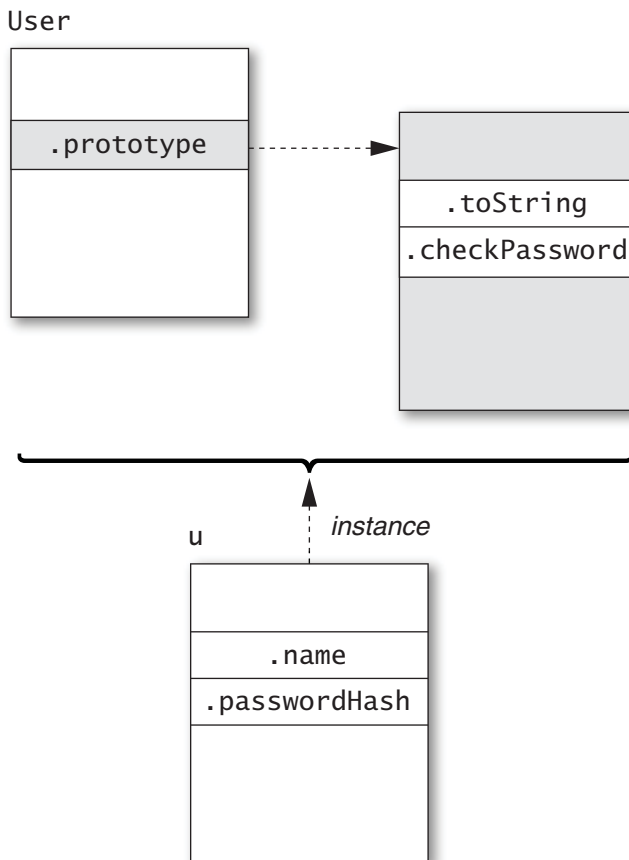 User
.prototype
.toString
.checkPassword
instance
u
.name
.passwordHash